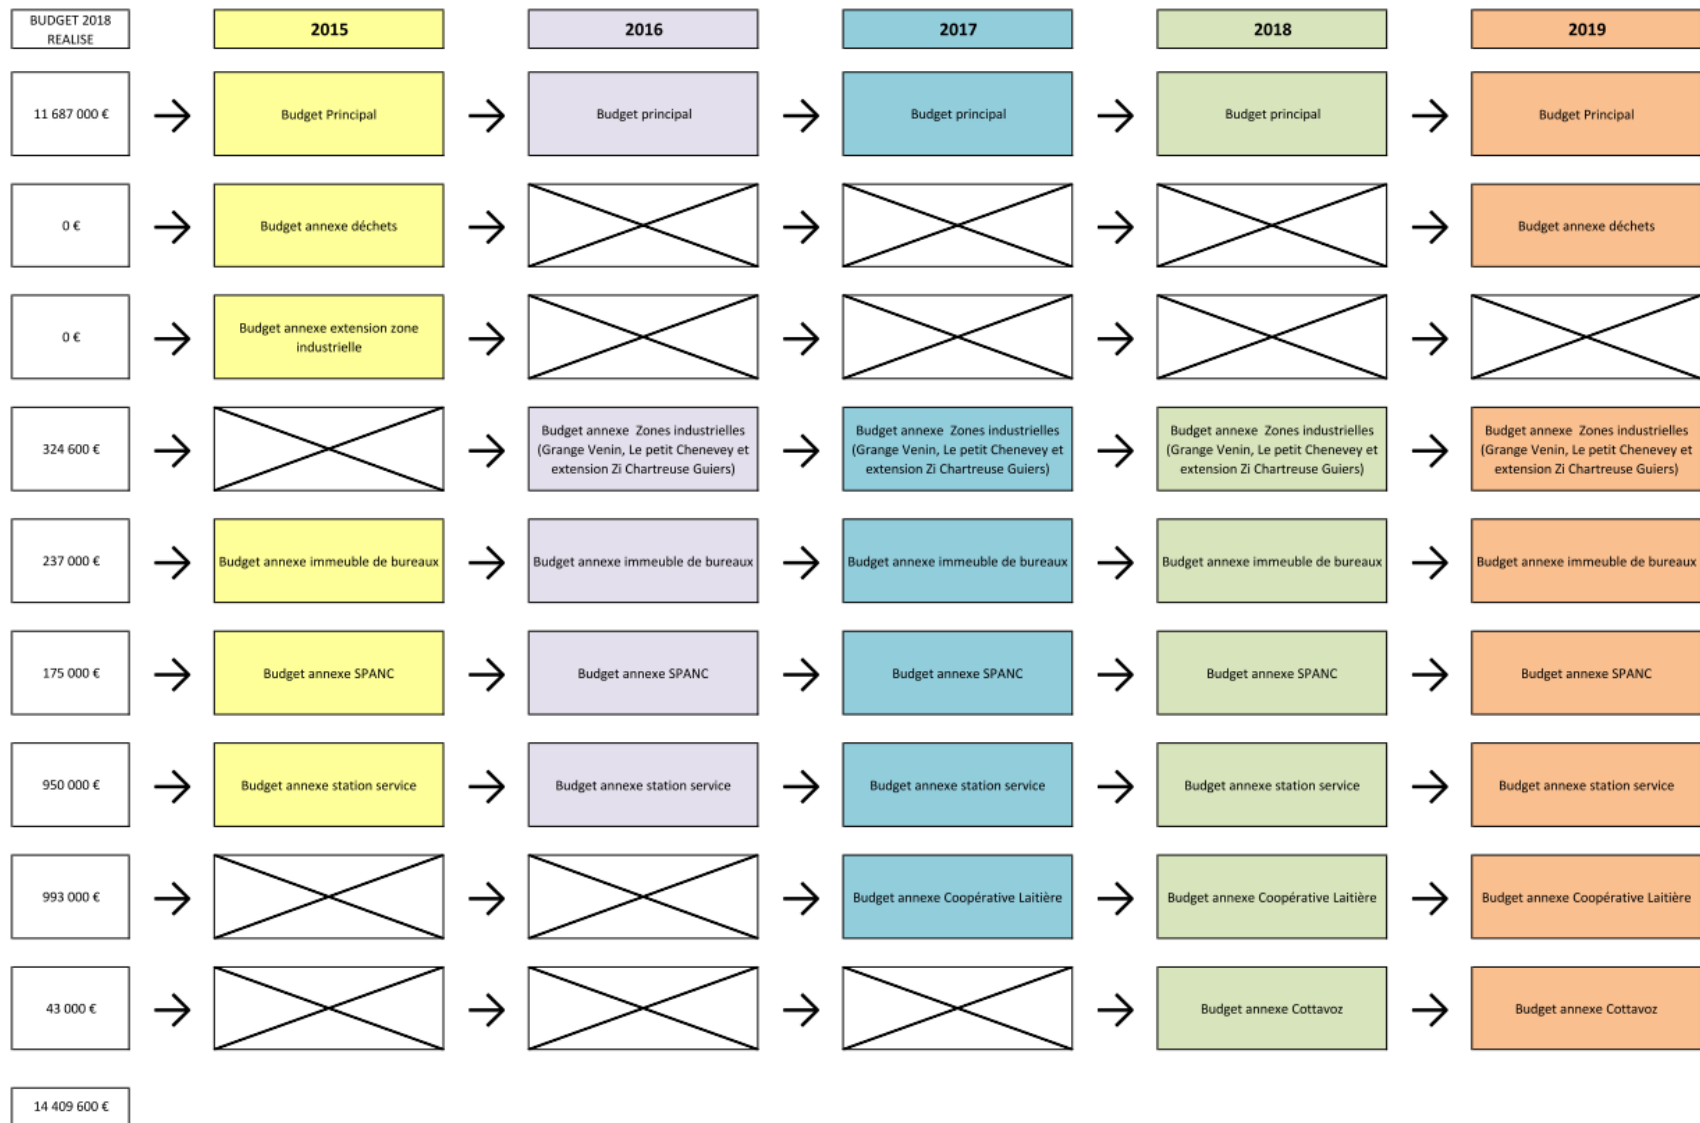 BUDGET 2018
REALISE
2015
2016
2017
2018
2019
11 687 000 €
Budget Principal
Budget principal
Budget principal
Budget principal
Budget Principal
0 €
Budget annexe déchets
Budget annexe déchets
0 €
Budget annexe extension zone
industrielle
324 600 €
Budget annexe Zones industrielles
(Grange Venin, Le petit Chenevey et
extension Zi Chartreuse Guiers)
Budget annexe Zones industrielles
(Grange Venin, Le petit Chenevey et
extension Zi Chartreuse Guiers)
Budget annexe Zones industrielles
(Grange Venin, Le petit Chenevey et
extension Zi Chartreuse Guiers)
Budget annexe Zones industrielles
(Grange Venin, Le petit Chenevey et
extension Zi Chartreuse Guiers)
237 000 €
Budget annexe immeuble de bureaux
Budget annexe immeuble de bureaux
Budget annexe immeuble de bureaux
Budget annexe immeuble de bureaux
Budget annexe immeuble de bureaux
175 000 €
Budget annexe SPANC
Budget annexe SPANC
Budget annexe SPANC
Budget annexe SPANC
Budget annexe SPANC
950 000 €
Budget annexe station service
Budget annexe station service
Budget annexe station service
Budget annexe station service
Budget annexe station service
993 000 €
Budget annexe Coopérative Laitière
Budget annexe Coopérative Laitière
Budget annexe Coopérative Laitière
43 000 €
Budget annexe Cottavoz
Budget annexe Cottavoz
14 409 600 €